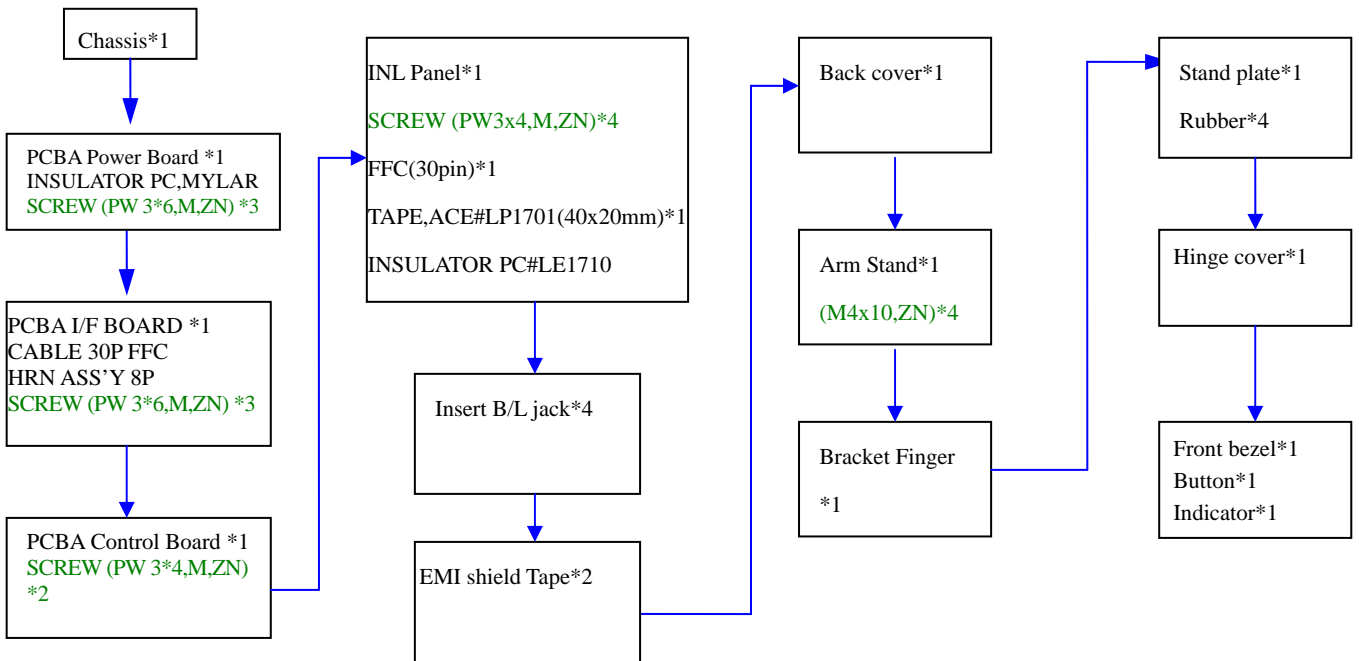 Chassis*1
PCBA Power Board *1
INSULATOR PC,MYLAR
SCREW (PW 3*6,M,ZN) *3
PCBA I/F BOARD *1
CABLE 30P FFC
HRN ASS’Y 8P
SCREW (PW 3*6,M,ZN) *3
PCBA Control Board *1
SCREW (PW 3*4,M,ZN)
*2
INL Panel*1
SCREW (PW3x4,M,ZN)*4
FFC(30pin)*1
TAPE,ACE#LP1701(40x20mm)*1
INSULATOR PC#LE1710
Insert B/L jack*4
EMI shield Tape*2
Back cover*1
Arm Stand*1
(M4x10,ZN)*4
Bracket Finger
*1
Stand plate*1
Rubber*4
Hinge cover*1
Front bezel*1
Button*1
Indicator*1